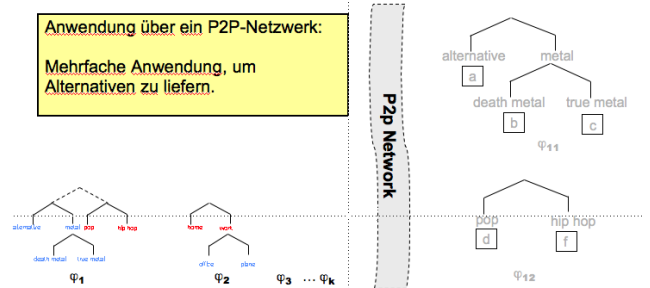 Anwendung über ein P2P-Netzwerk:
Mehrfache Anwendung, um
Alternativen zu liefern.
P2p Network
alternative metal
a
death metal true metal
b c
φ11
pop hip hop
d f
φ12
alternative metal pop hip hop
death metal true metal
φ1
home work
office plane
φ2 φ3 ... φk